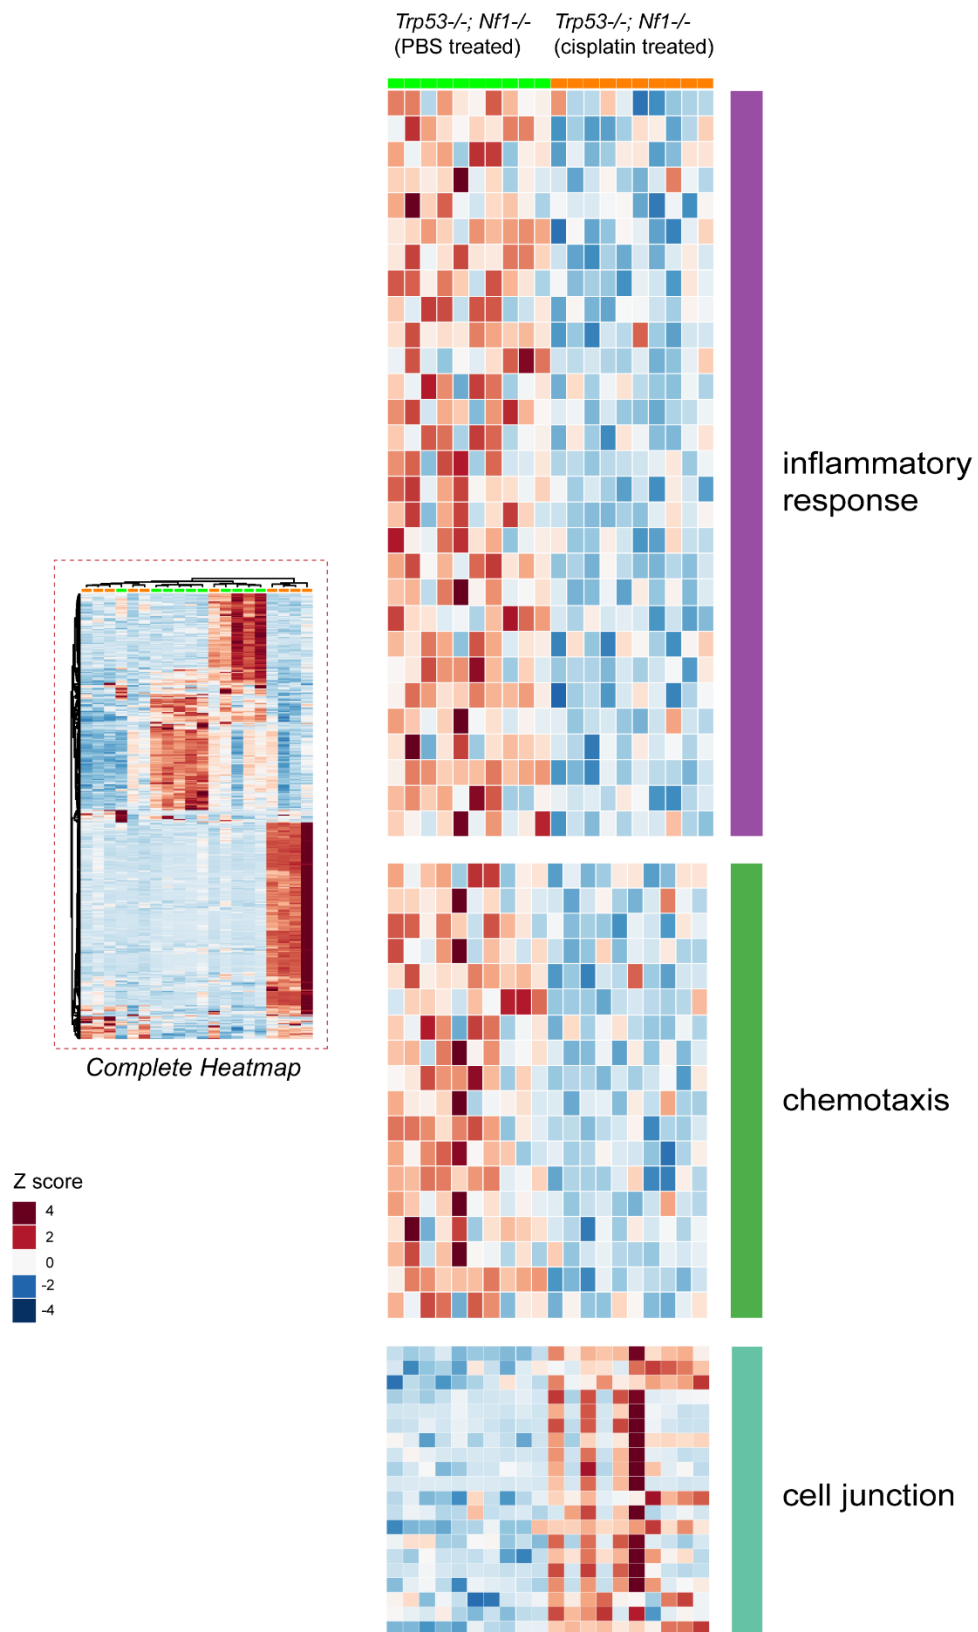 Trp53-/-; Nf1-/- Trp53-/-; Nf1-/-
(PBS treated) (cisplatin treated)
inflammatory
response
Complete Heatmap
chemotaxis
Z score
4
2
0
-2
-4
cell junction